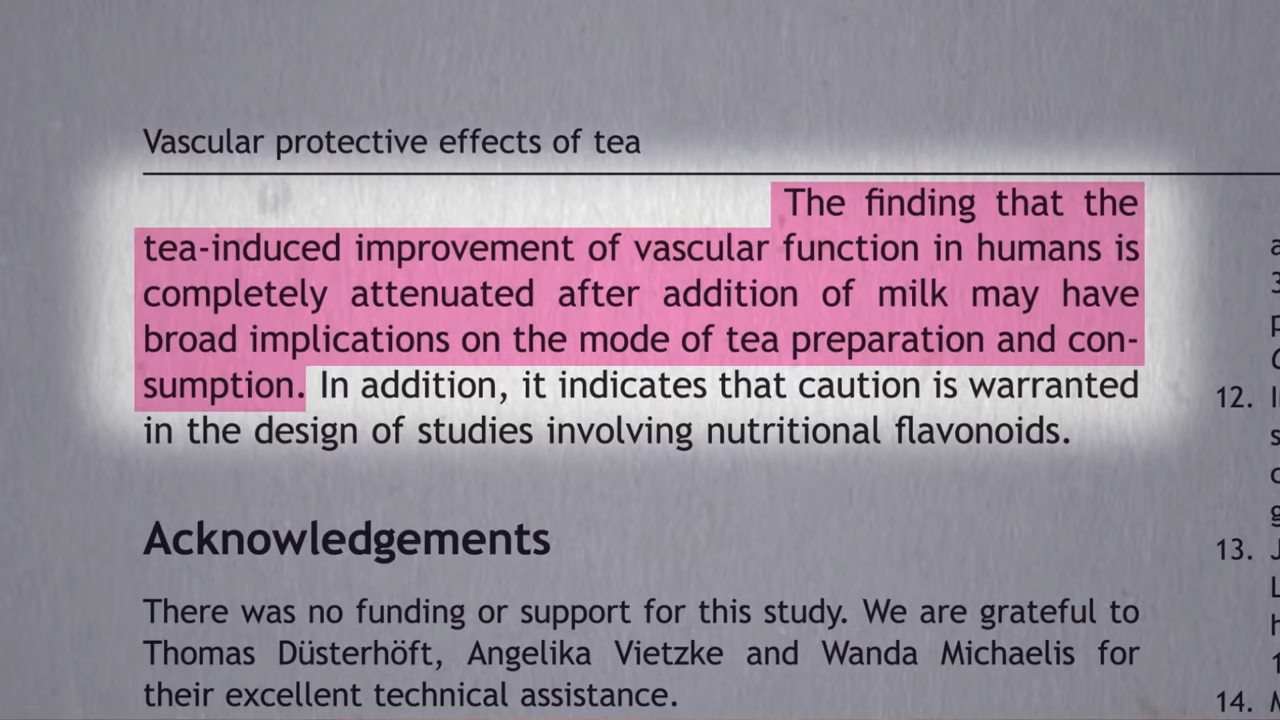 Vascular protective effects of tea
The finding that the
tea-induced improvement of vascular function in humans is
completely attenuated after addition of milk may have
broad implications on the mode of tea preparation and con-
sumption. In addition, it indicates that caution is warranted
in the design of studies involving nutritional flavonoids.
Acknowledgements
There was no funding or support for this study. We are grateful to
Thomas Düsterhöft, Angelika Vietzke and Wanda Michaelis for
their excellent technical assistance.
12.
13.
14.